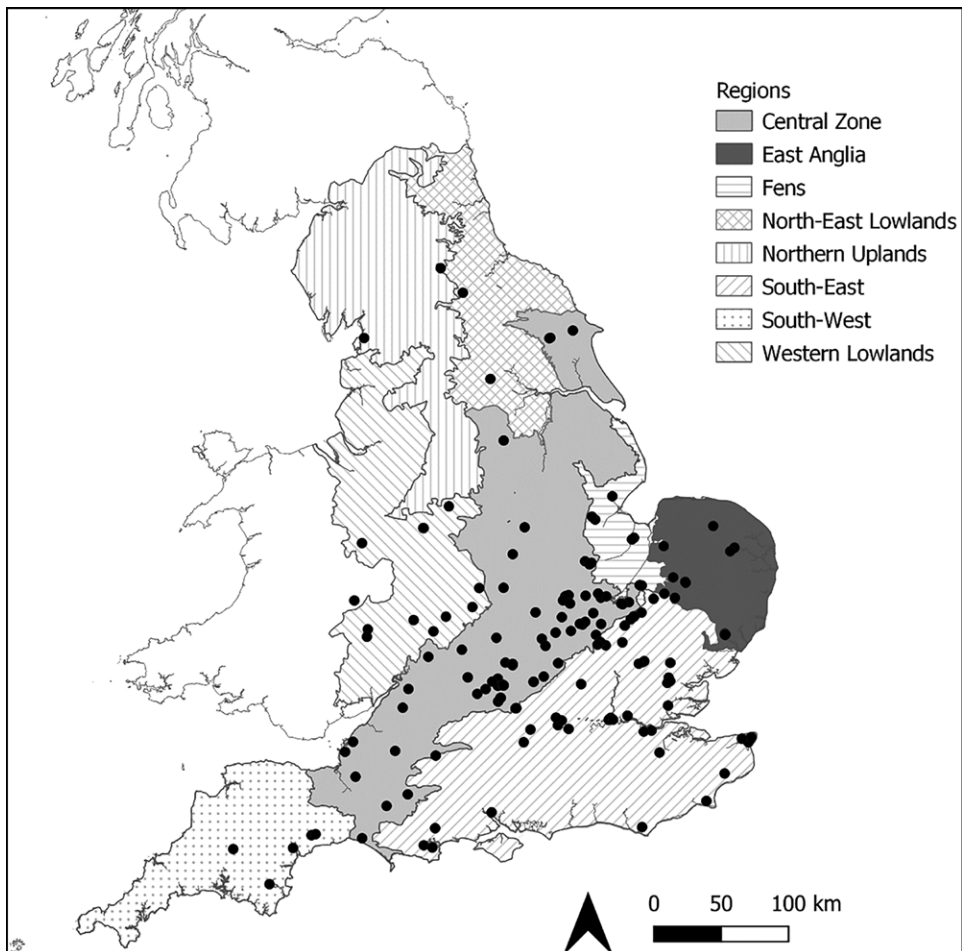 Regions
Central Zone
East Anglia
Fens
North-East Lowlands
Northern Uplands
South-East
South-West
Western Lowlands
0 50 100 km